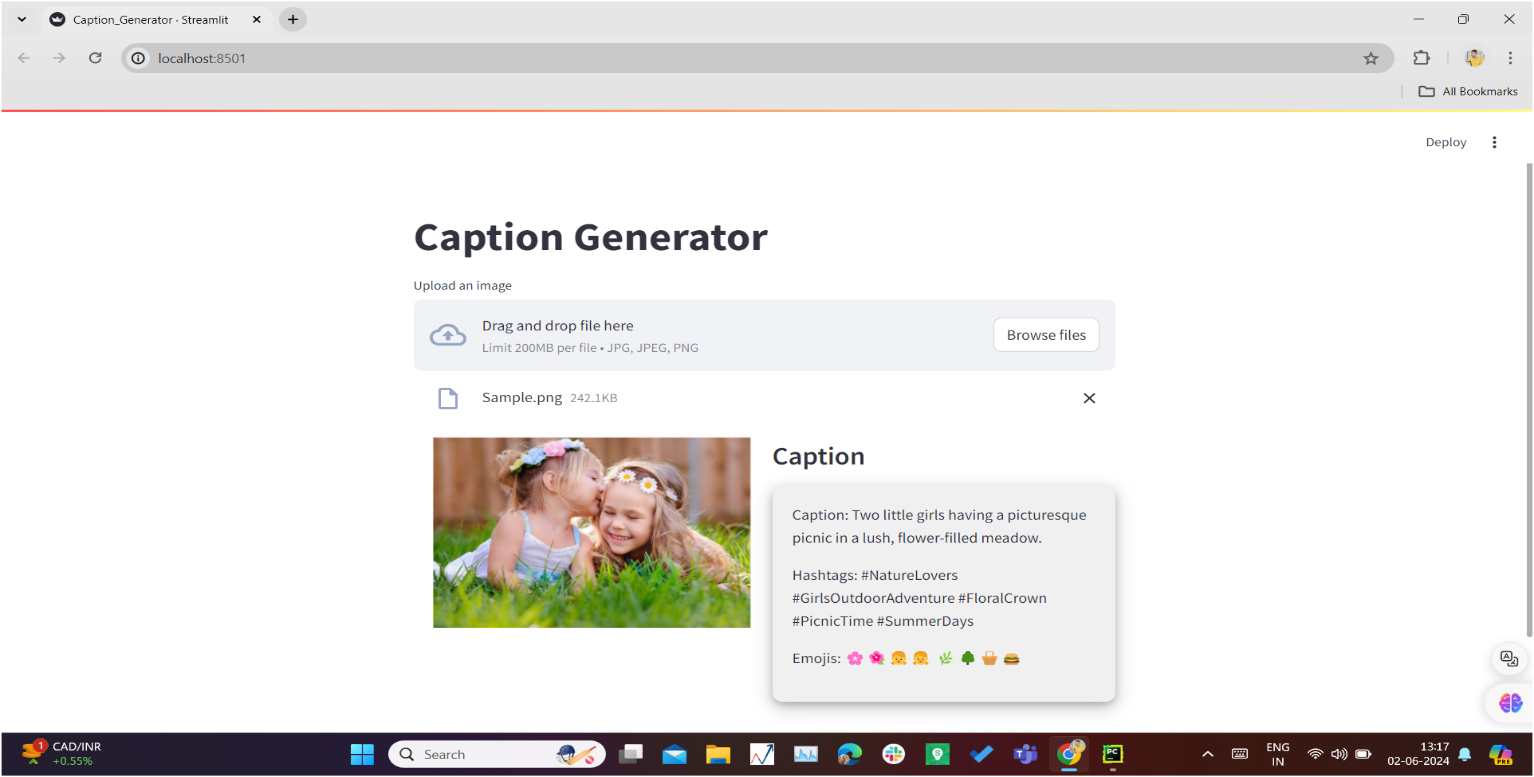 Caption_Generator · Streamlit
localhost:8501
All Bookmarks
Deploy
Caption Generator
Upload an image
Drag and drop file here
Limit 200MB per file • JPG, JPEG, PNG
Browse files
Sample.png 242.1KB
Caption
Caption: Two little girls having a picturesque
picnic in a lush, flower-filled meadow.
Hashtags: #NatureLovers
#GirlsOutdoorAdventure #FloralCrown
#PicnicTime #SummerDays
Emojis: 🌸 🌺 👧 👧 🌿 🌳 🧺 🍔
1
CAD/INR
+0.55%
Search
PC
ENG
IN
13:17
02-06-2024
PRE